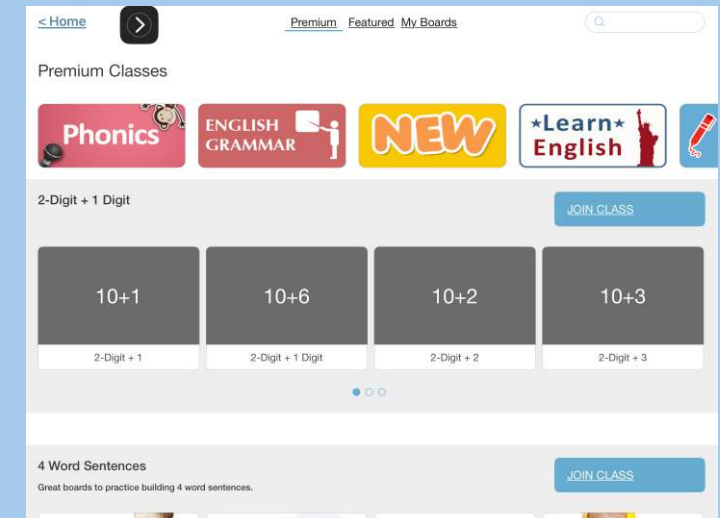 < Home
Premium Featured My Boards
Premium Classes
Phonics
ENGLISH
GRAMMAR
NEW
★Learn★
English
2-Digit + 1 Digit
JOIN CLASS
10+1
10+6
10+2
10+3
2-Digit + 1
2-Digit + 1 Digit
2-Digit + 2
2-Digit + 3
4 Word Sentences
JOIN CLASS
Great boards to practice building 4 word sentences.